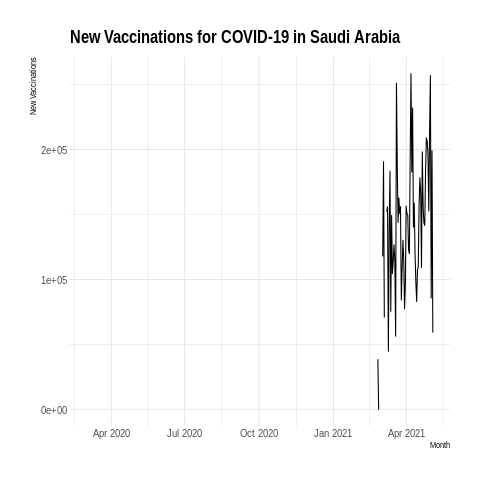 New Vaccinations for COVID-19 in Saudi Arabia
New Vaccinations
2e+05
1e+05
0e+00
Apr 2020 Jul 2020 Oct 2020 Jan 2021 Apr 2021
Month